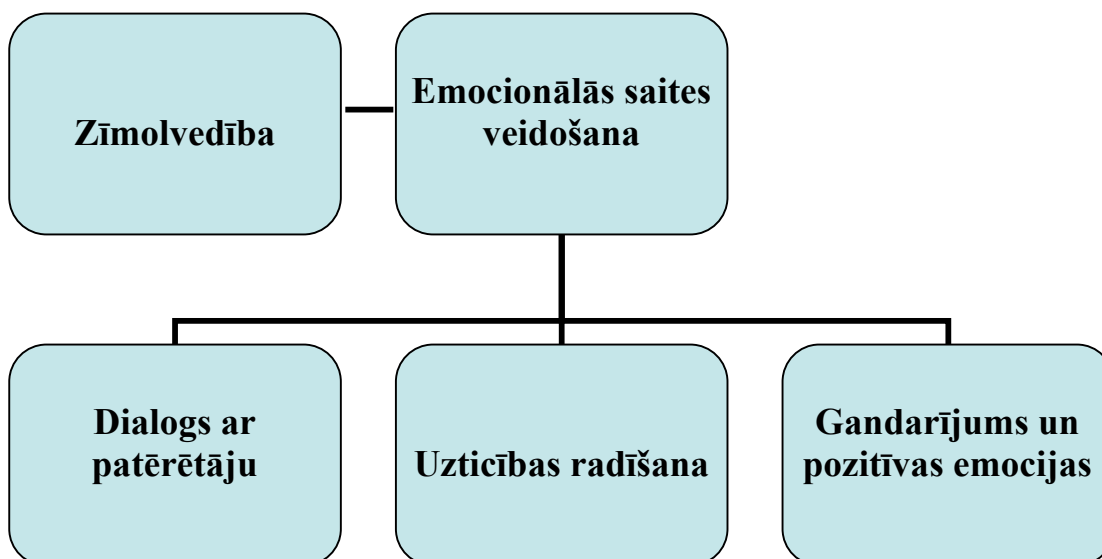 Zīmolvedība
Emocionālās saites
veidošana
Dialogs ar
patērētāju
Uzticības radīšana
Gandarījums un
pozitīvas emocijas